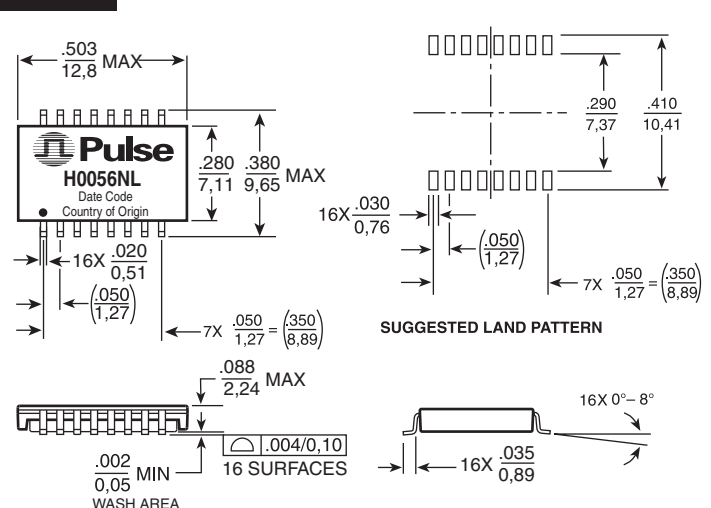 .503
12,8 MAX
Pulse
H0056NL
Date Code
Country of Origin
.280
7,11
.380
9,65 MAX
16X .020
0,51
(.050
1,27)
7X .050
1,27 = (.350
8,89)
.290
7,37
.410
10,41
16X .030
0,76
(.050
1,27)
7X .050
1,27 = (.350
8,89)
SUGGESTED LAND PATTERN
.088
2,24 MAX
.004/0,10
16 SURFACES
.002
0,05 MIN
WASH AREA
16X 0°– 8°
16X .035
0,89